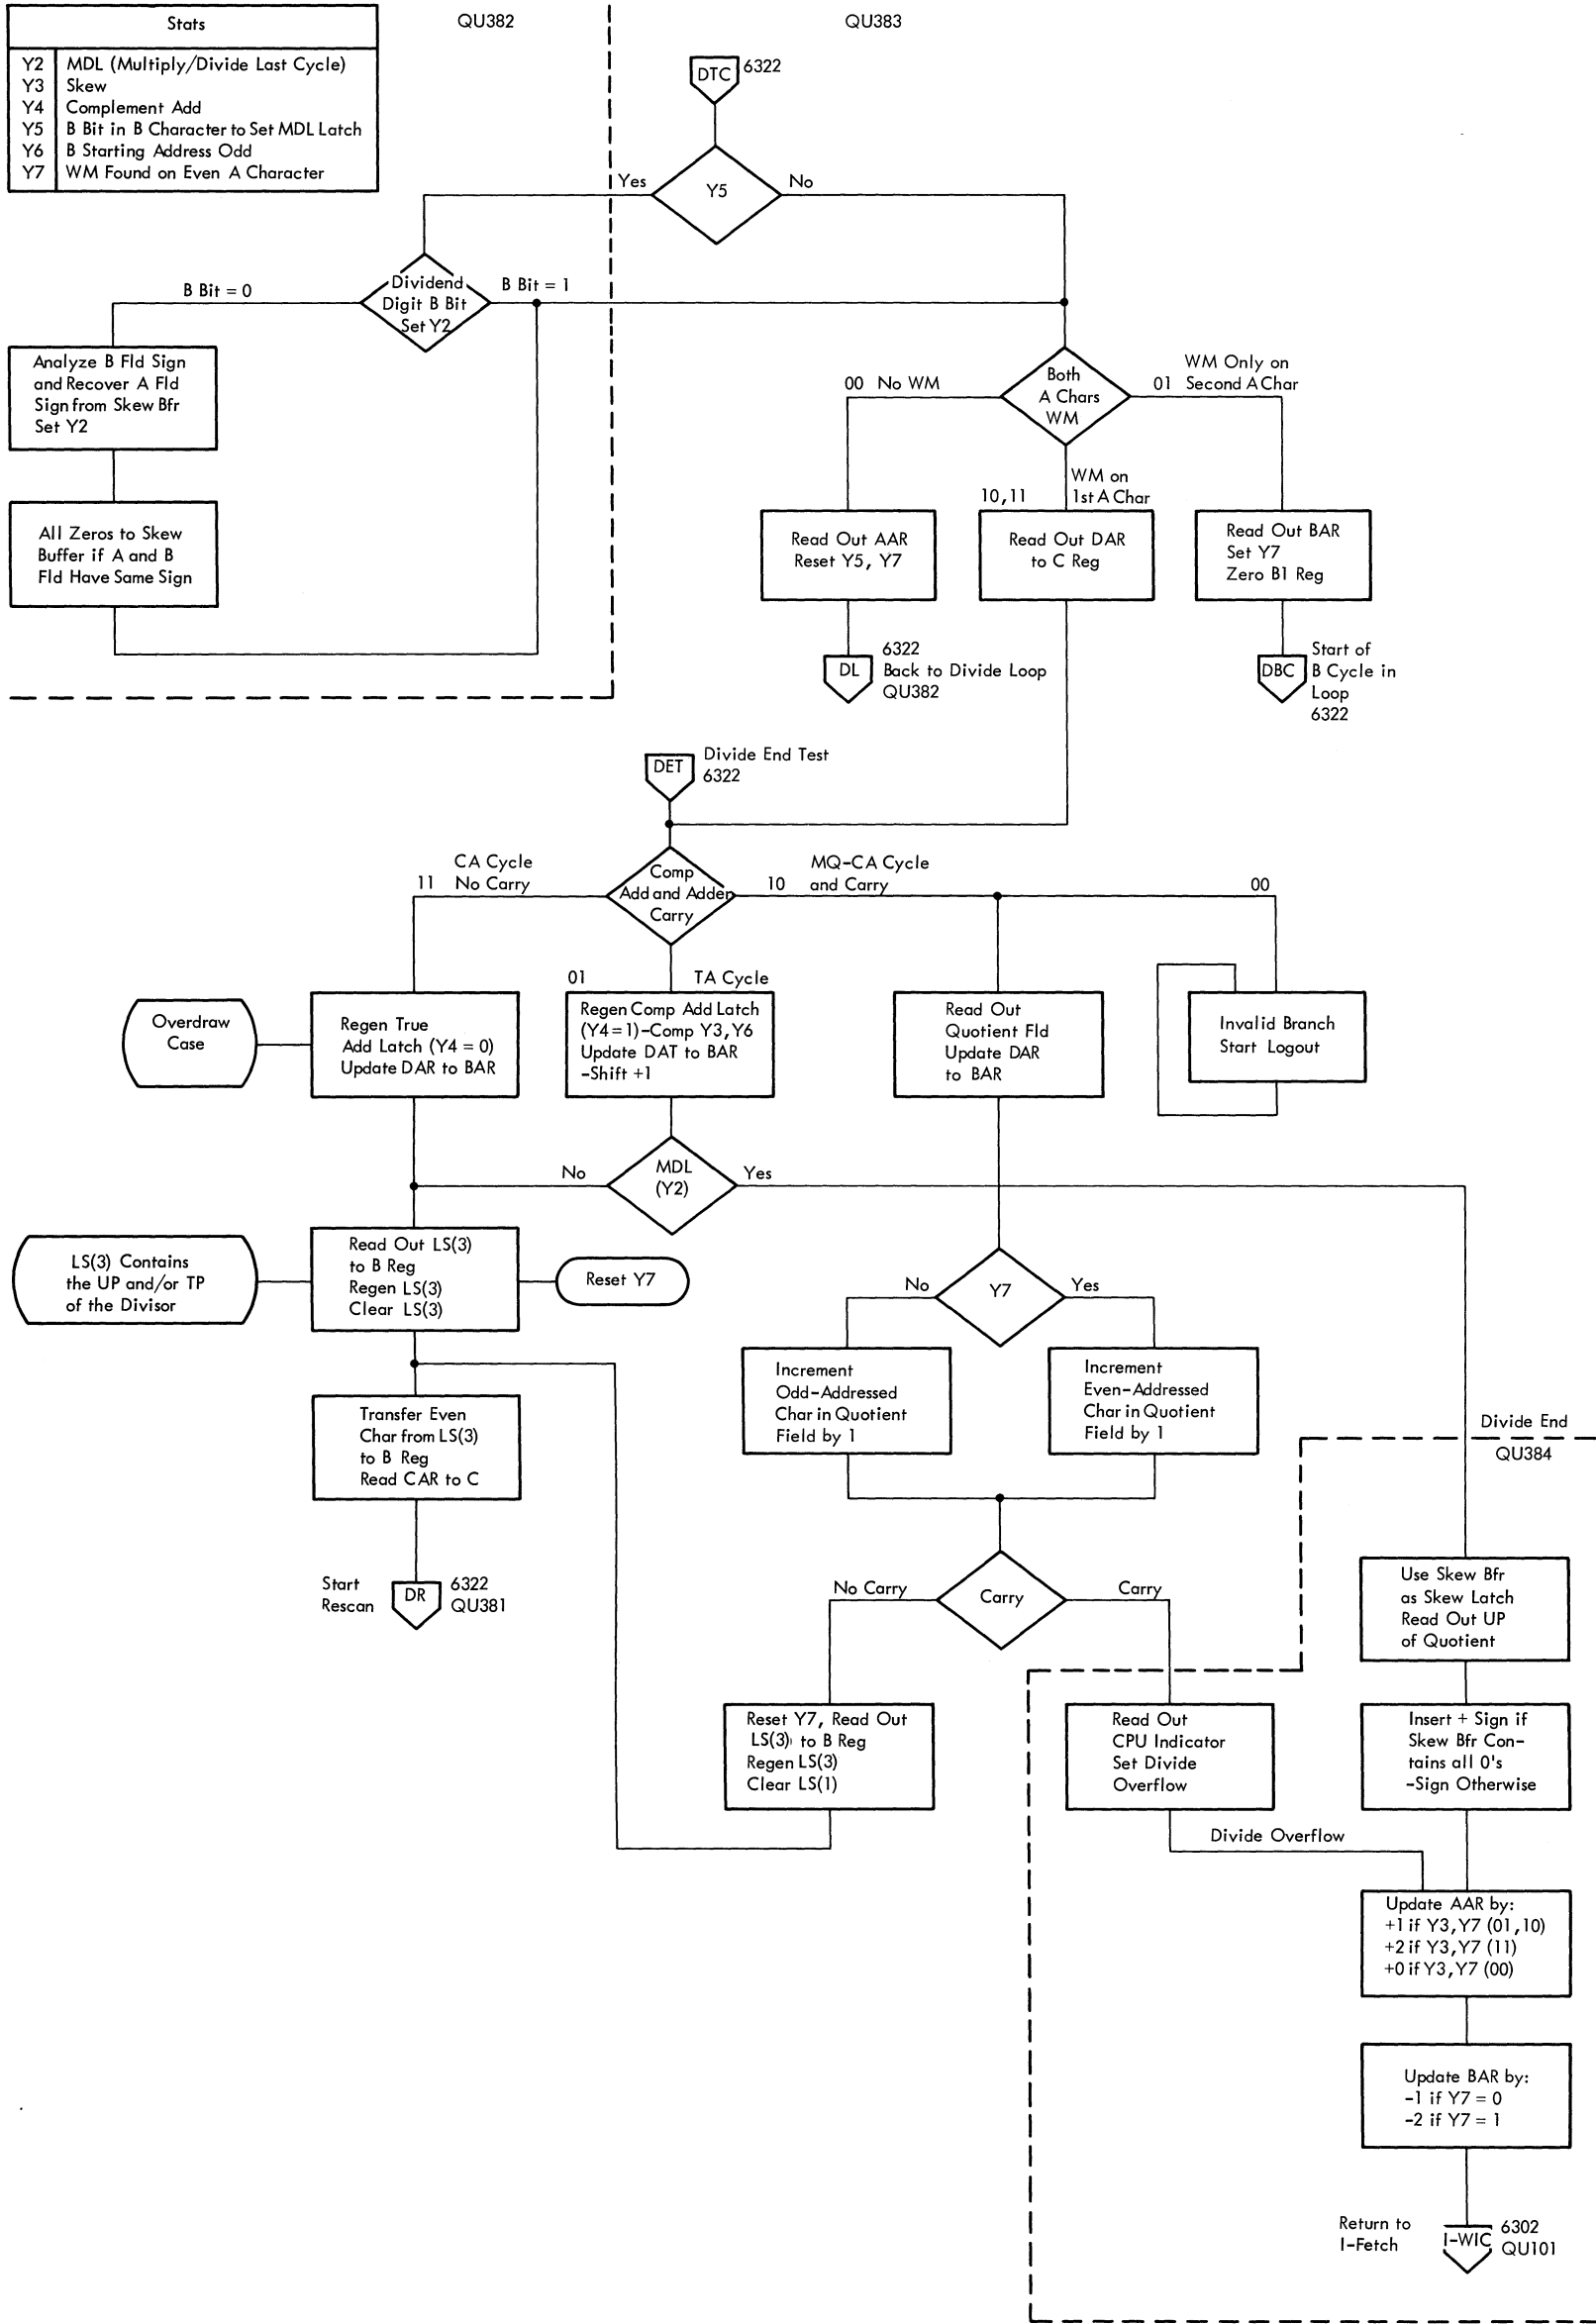 Stats
Y2 MDL (Multiply/Divide Last Cycle)
Y3 Skew
Y4 Complement Add
Y5 B Bit in B Character to Set MDL Latch
Y6 B Starting Address Odd
Y7 WM Found on Even A Character
QU382
QU383
DTC
6322
Yes
Y5
No
B Bit = 0
Dividend
Digit B Bit
Set Y2
B Bit = 1
Analyze B Fld Sign
and Recover A Fld
Sign from Skew Bfr
Set Y2
All Zeros to Skew
Buffer if A and B
Fld Have Same Sign
00 No WM
Both
A Chars
WM
WM Only on
01 Second A Char
WM on
10,11 1st A Char
Read Out AAR
Reset Y5, Y7
Read Out DAR
to C Reg
Read Out BAR
Set Y7
Zero B1 Reg
DL
6322
Back to Divide Loop
QU382
DBC
Start of
B Cycle in
Loop
6322
DET
Divide End Test
6322
CA Cycle
11 No Carry
Comp
Add and Adder
Carry
MQ-CA Cycle
10 and Carry
00
01
TA Cycle
Overdraw
Case
Regen True
Add Latch (Y4 = 0)
Update DAR to BAR
Regen Comp Add Latch
(Y4=1)-Comp Y3,Y6
Update DAT to BAR
-Shift +1
Read Out
Quotient Fld
Update DAR
to BAR
Invalid Branch
Start Logout
No
MDL
(Y2)
Yes
LS(3) Contains
the UP and/or TP
of the Divisor
Read Out LS(3)
to B Reg
Regen LS(3)
Clear LS(3)
Reset Y7
No
Y7
Yes
Increment
Odd-Addressed
Char in Quotient
Field by 1
Increment
Even-Addressed
Char in Quotient
Field by 1
Transfer Even
Char from LS(3)
to B Reg
Read CAR to C
Divide End
QU384
Start
Rescan
DR
6322
QU381
No Carry
Carry
Carry
Use Skew Bfr
as Skew Latch
Read Out UP
of Quotient
Reset Y7, Read Out
LS(3) to B Reg
Regen LS(3)
Clear LS(1)
Read Out
CPU Indicator
Set Divide
Overflow
Insert + Sign if
Skew Bfr Con-
tains all 0's
-Sign Otherwise
Divide Overflow
Update AAR by:
+1 if Y3,Y7 (01,10)
+2 if Y3,Y7 (11)
+0 if Y3,Y7 (00)
Update BAR by:
-1 if Y7 = 0
-2 if Y7 = 1
Return to
I-Fetch
I-WIC
6302
QU101